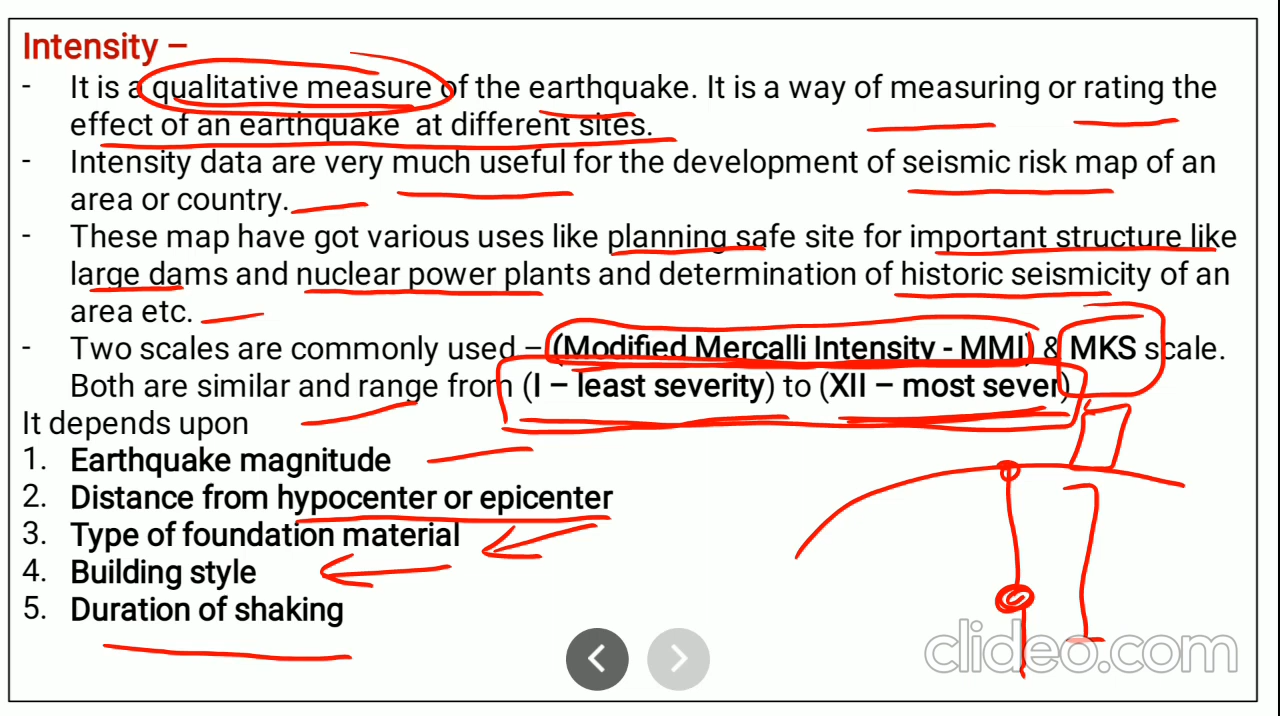 Intensity –
- It is a qualitative measure of the earthquake. It is a way of measuring or rating the
effect of an earthquake at different sites.
- Intensity data are very much useful for the development of seismic risk map of an
area or country.
- These map have got various uses like planning safe site for important structure like
large dams and nuclear power plants and determination of historic seismicity of an
area etc.
- Two scales are commonly used – (Modified Mercalli Intensity - MMI) & MKS scale.
Both are similar and range from (I – least severity) to (XII – most sever)
It depends upon
1. Earthquake magnitude
2. Distance from hypocenter or epicenter
3. Type of foundation material
4. Building style
5. Duration of shaking
clideo.com